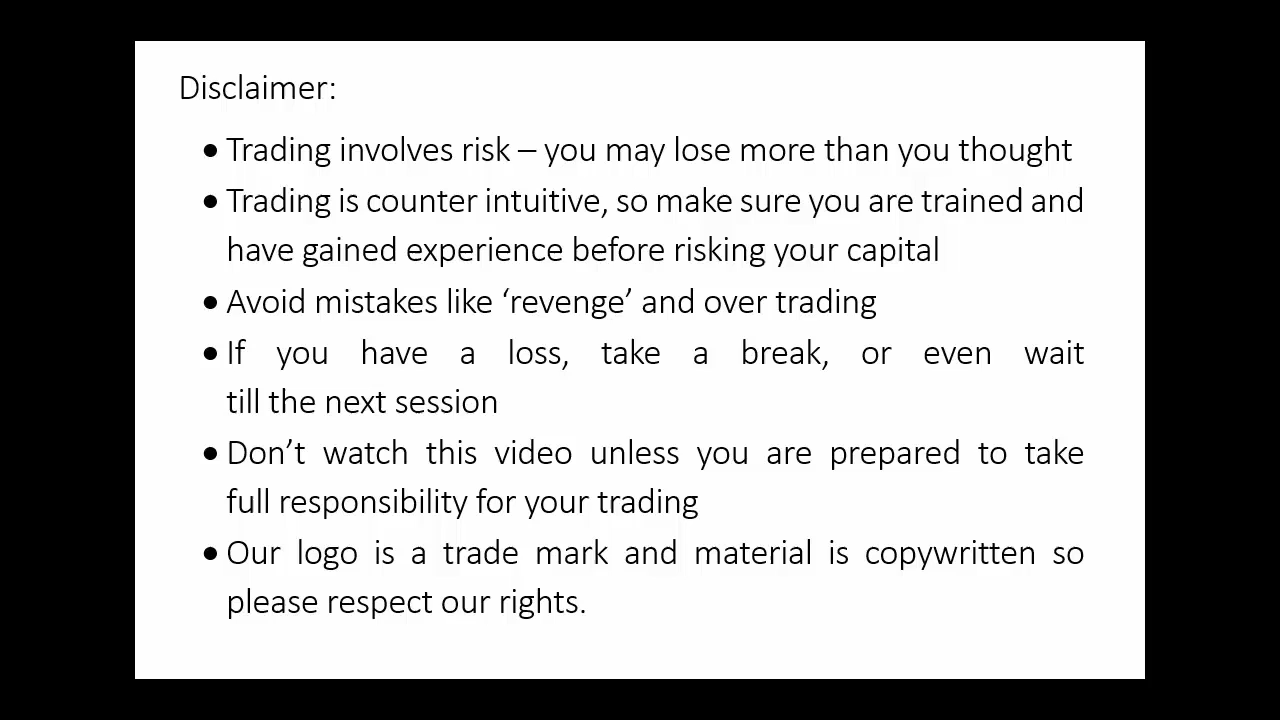 Disclaimer:
• Trading involves risk – you may lose more than you thought
• Trading is counter intuitive, so make sure you are trained and
have gained experience before risking your capital
• Avoid mistakes like ‘revenge’ and over trading
• If you have a loss, take a break, or even wait
till the next session
• Don’t watch this video unless you are prepared to take
full responsibility for your trading
• Our logo is a trade mark and material is copywritten so
please respect our rights.